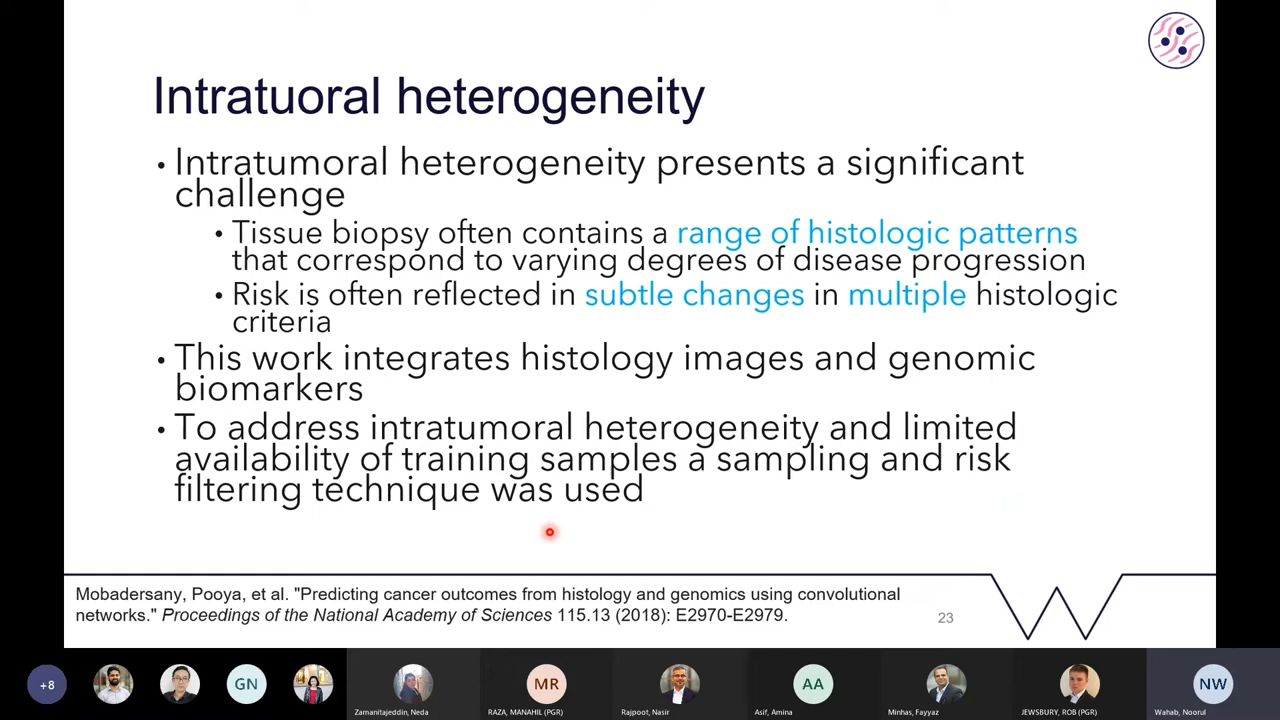 Intratuoral heterogeneity
• Intratumoral heterogeneity presents a significant
challenge
• Tissue biopsy often contains a range of histologic patterns
that correspond to varying degrees of disease progression
• Risk is often reflected in subtle changes in multiple histologic
criteria
• This work integrates histology images and genomic
biomarkers
• To address intratumoral heterogeneity and limited
availability of training samples a sampling and risk
filtering technique was used
Mobadersany, Pooya, et al. "Predicting cancer outcomes from histology and genomics using convolutional
networks." Proceedings of the National Academy of Sciences 115.13 (2018): E2970-E2979.
23
+8 GN MR AA NW
Zamanitajeddin, Neda RAZA, MANAHIL (PGR) Rajpoot, Nasir Asif, Amina Minhas, Fayyaz JEWSBURY, ROB (PGR) Wahab, Noorul